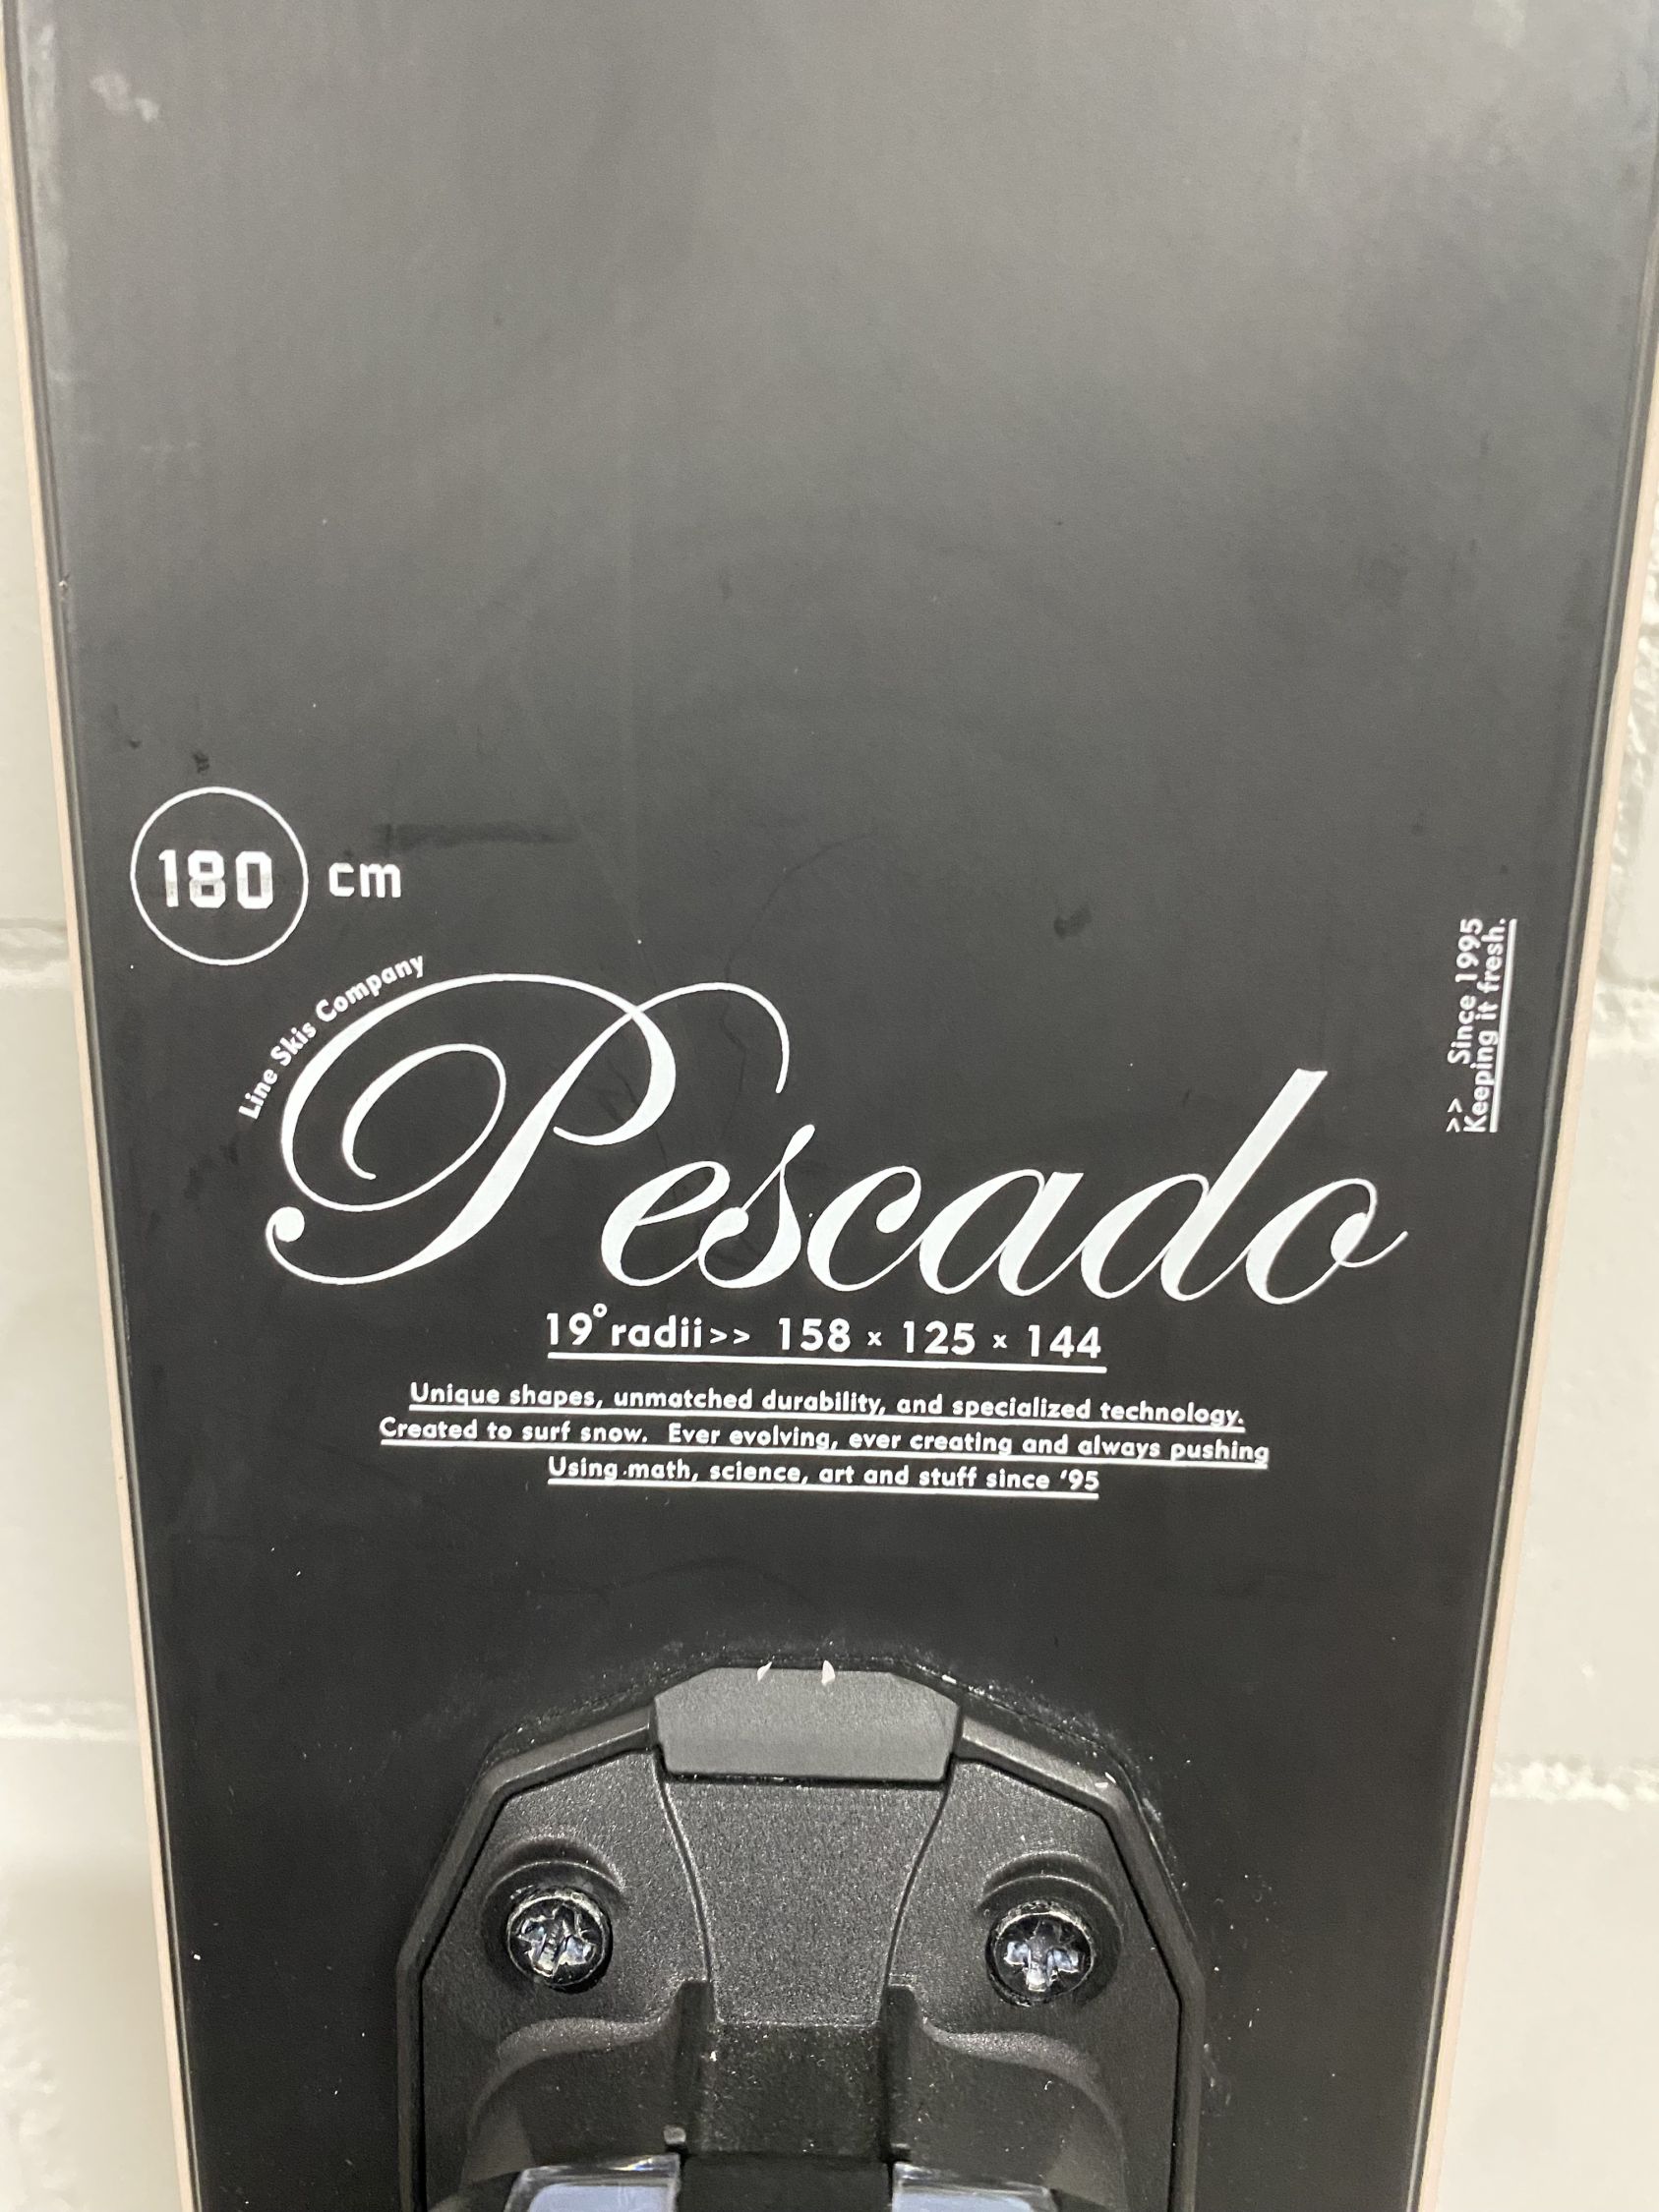 180 cm
Line Skis Company
Pescado
>> Since 1995
Keeping it fresh.
19° radii >> 158 × 125 × 144
Unique shapes, unmatched durability, and specialized technology.
Created to surf snow. Ever evolving, ever creating and always pushing
Using math, science, art and stuff since '95